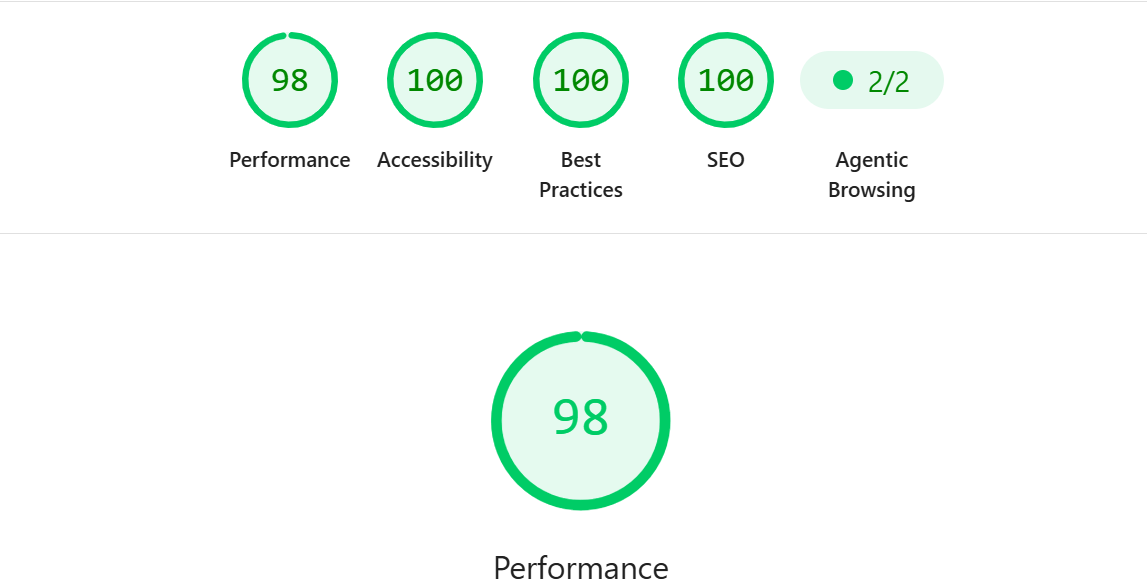 98
100
100
100
2/2
Performance
Accessibility
Best
Practices
SEO
Agentic
Browsing
98
Performance